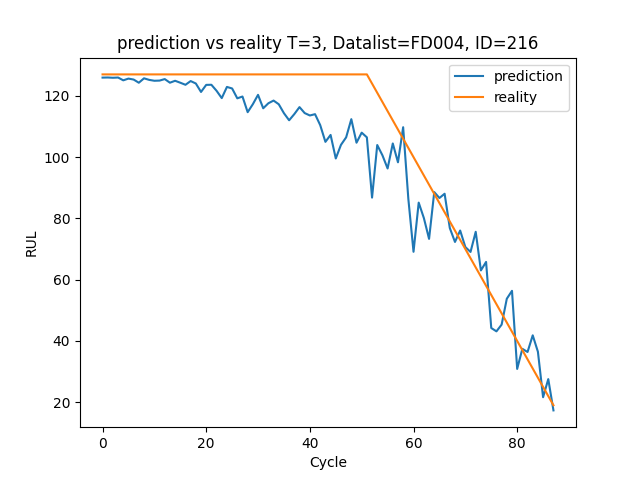 prediction vs reality T=3, Datalist=FD004, ID=216
prediction
reality
120
100
80
60
40
20
RUL
0
20
40
60
80
Cycle